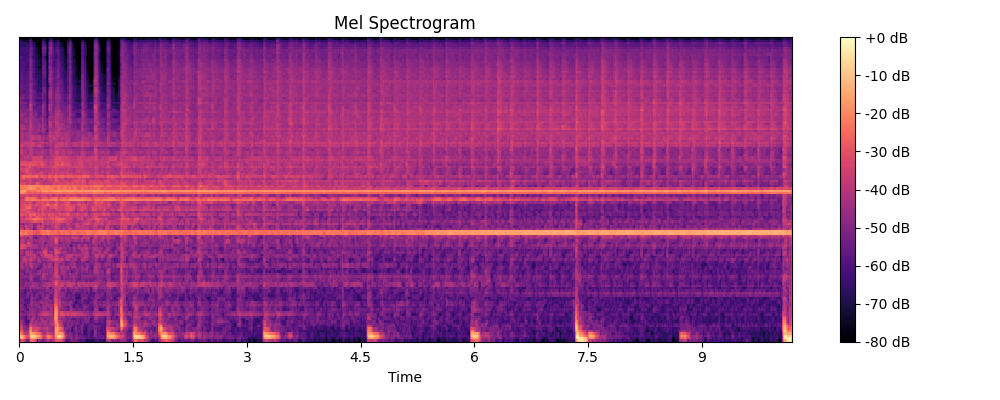 Mel Spectrogram
+0 dB
-10 dB
-20 dB
-30 dB
-40 dB
-50 dB
-60 dB
-70 dB
-80 dB
0 1.5 3 4.5 6 7.5 9
Time